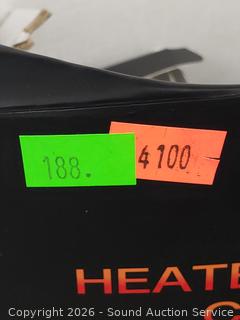 188.
4100
HEATE
Copyright ©2026 - Sound Auction Service